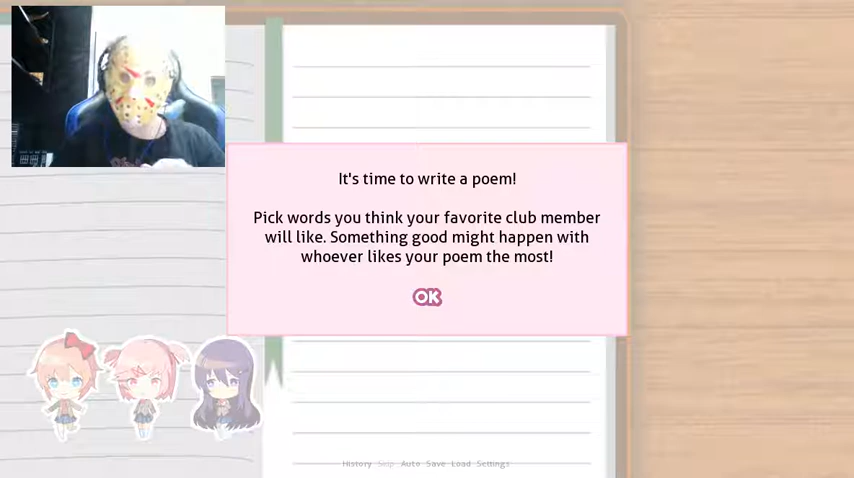 It's time to write a poem!
Pick words you think your favorite club member
will like. Something good might happen with
whoever likes your poem the most!
OK
History Skip Auto Save Load Settings